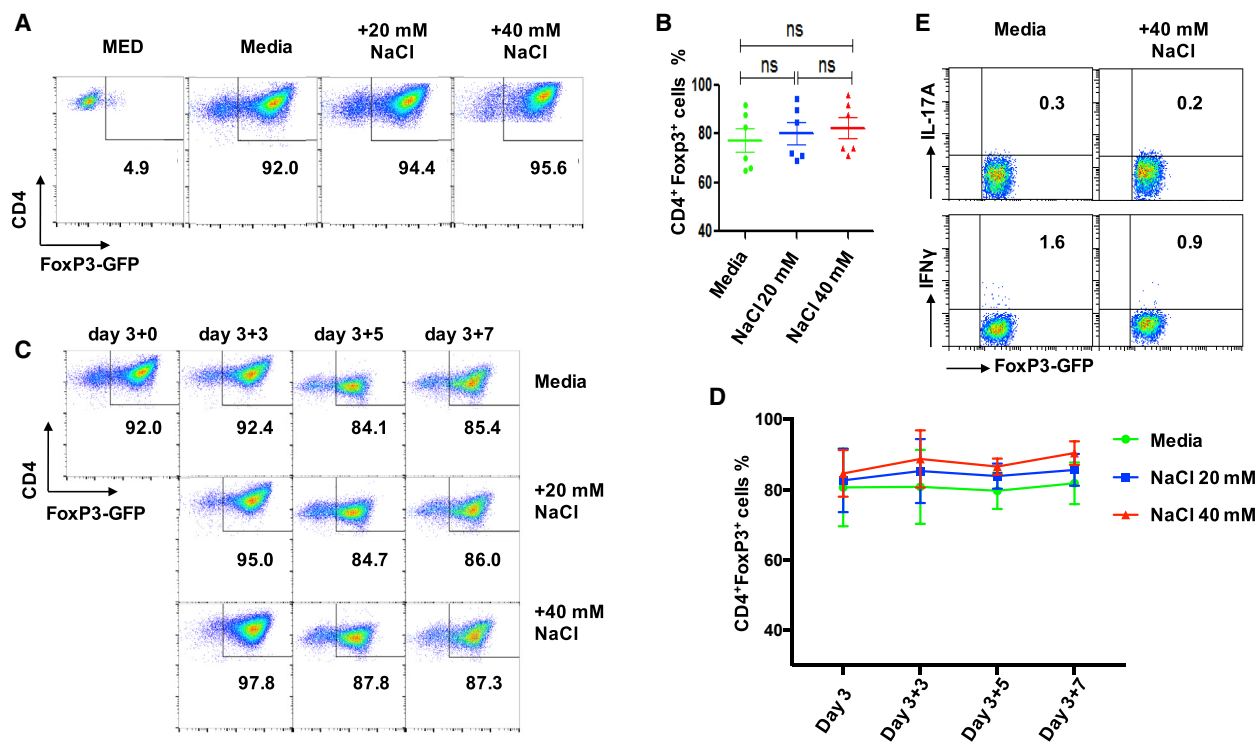 A
MED
Media
+20 mM
NaCl
+40 mM
NaCl
4.9
92.0
94.4
95.6
CD4
FoxP3-GFP
B
ns
ns
ns
CD4+ Foxp3+ cells %
100
80
60
40
Media
NaCl 20 mM
NaCl 40 mM
E
Media
+40 mM
NaCl
IL-17A
0.3
0.2
IFNγ
1.6
0.9
FoxP3-GFP
C
day 3+0
day 3+3
day 3+5
day 3+7
Media
92.0
92.4
84.1
85.4
CD4
FoxP3-GFP
+20 mM
NaCl
95.0
84.7
86.0
+40 mM
NaCl
97.8
87.8
87.3
D
CD4+FoxP3+ cells %
100
80
60
40
Day 3
Day 3+3
Day 3+5
Day 3+7
Media
NaCl 20 mM
NaCl 40 mM